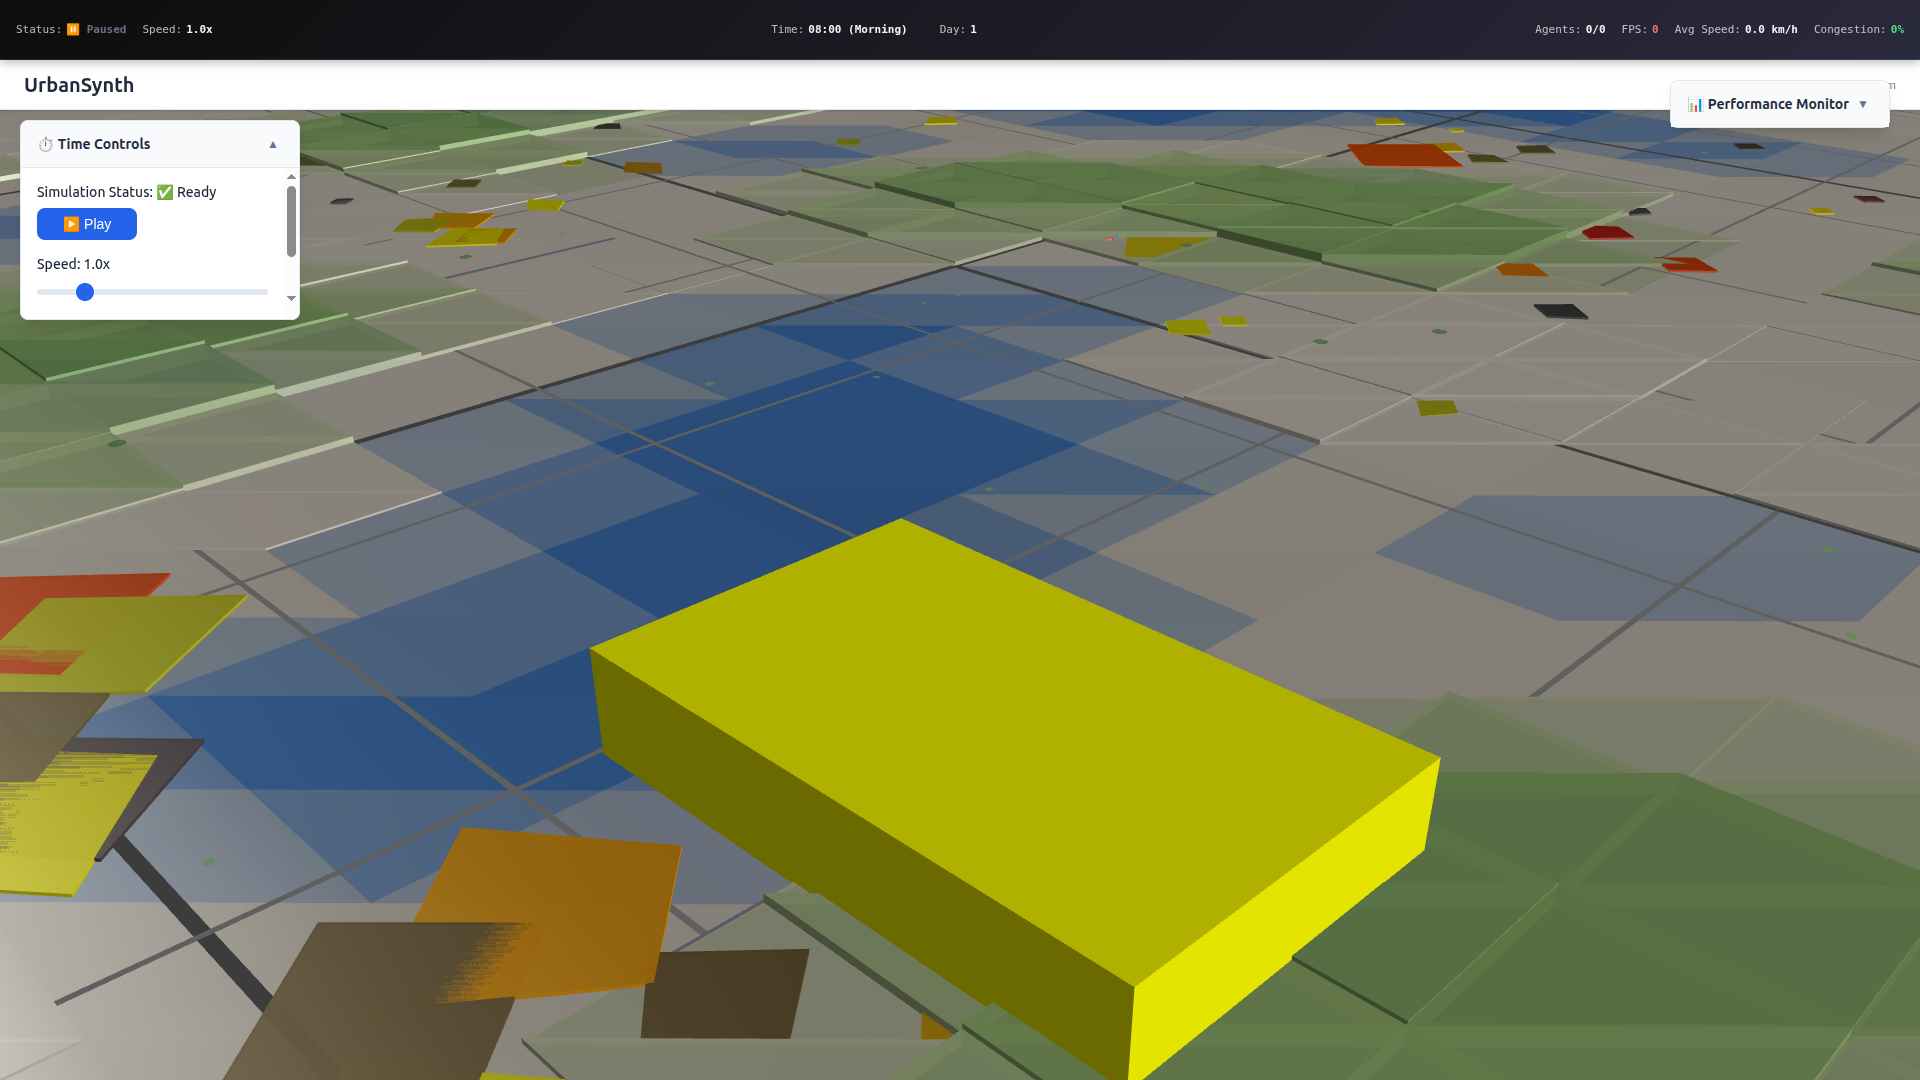 Status: ⏸️ Paused Speed: 1.0x Time: 08:00 (Morning) Day: 1 Agents: 0/0 FPS: 0 Avg Speed: 0.0 km/h Congestion: 0%
UrbanSynth
📊 Performance Monitor ▼
⏱️ Time Controls ▲
Simulation Status: ✅ Ready
▶️ Play
Speed: 1.0x